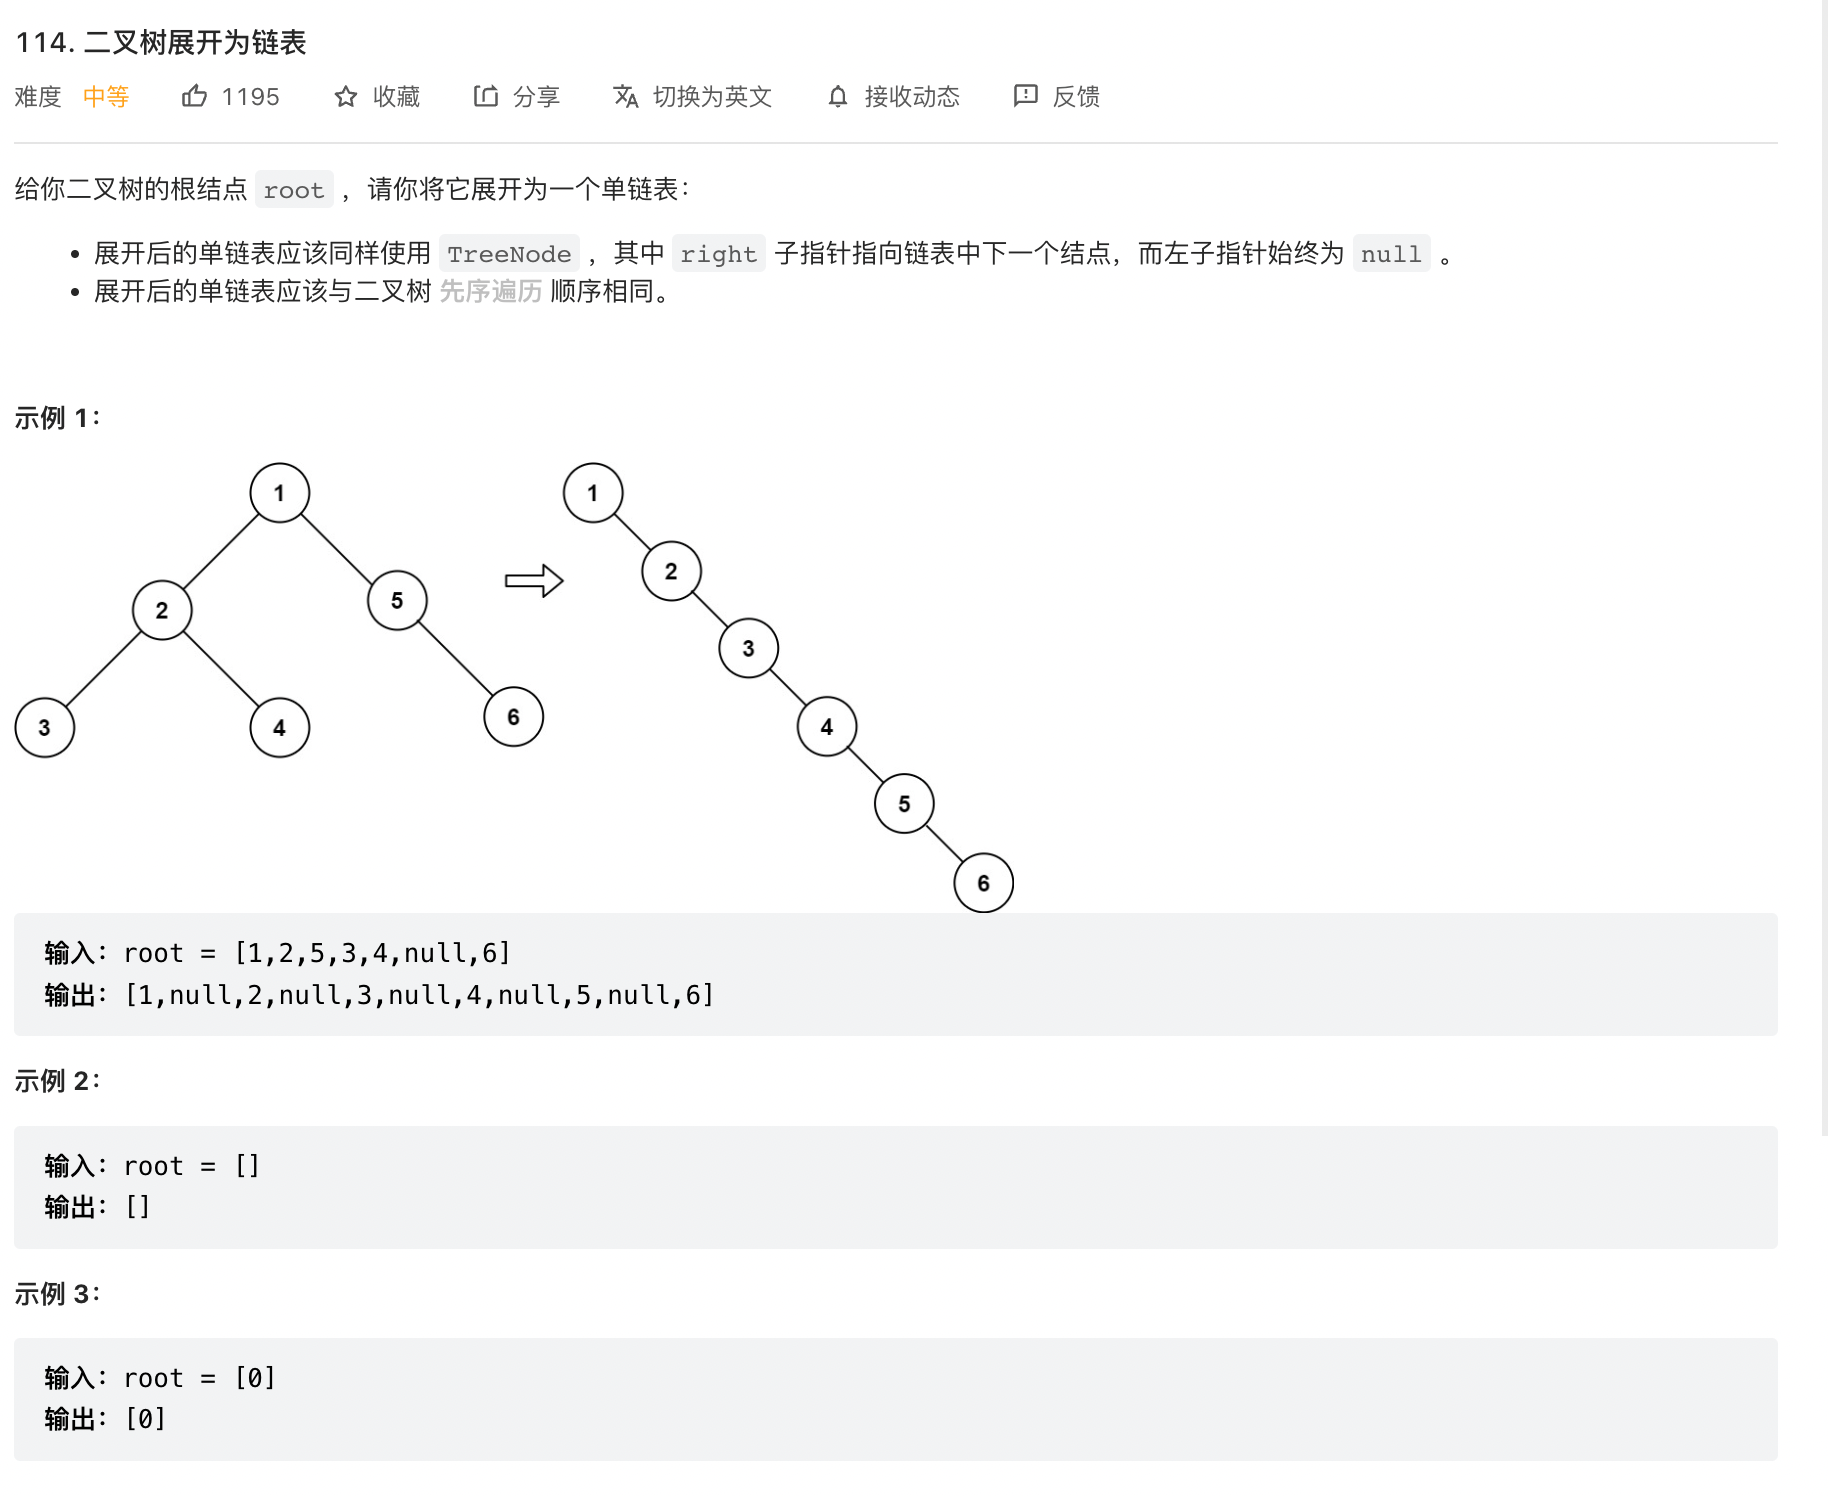 114. 二叉树展开为链表
难度 中等 1195 收藏 分享 切换为英文 接收动态 反馈
给你二叉树的根结点 root ，请你将它展开为一个单链表：
展开后的单链表应该同样使用 TreeNode ，其中 right 子指针指向链表中下一个结点，而左子指针始终为 null 。
展开后的单链表应该与二叉树 先序遍历 顺序相同。
示例 1：
1
2
5
3
4
6
1
2
3
4
5
6
输入：root = [1,2,5,3,4,null,6]
输出：[1,null,2,null,3,null,4,null,5,null,6]
示例 2：
输入：root = []
输出：[]
示例 3：
输入：root = [0]
输出：[0]